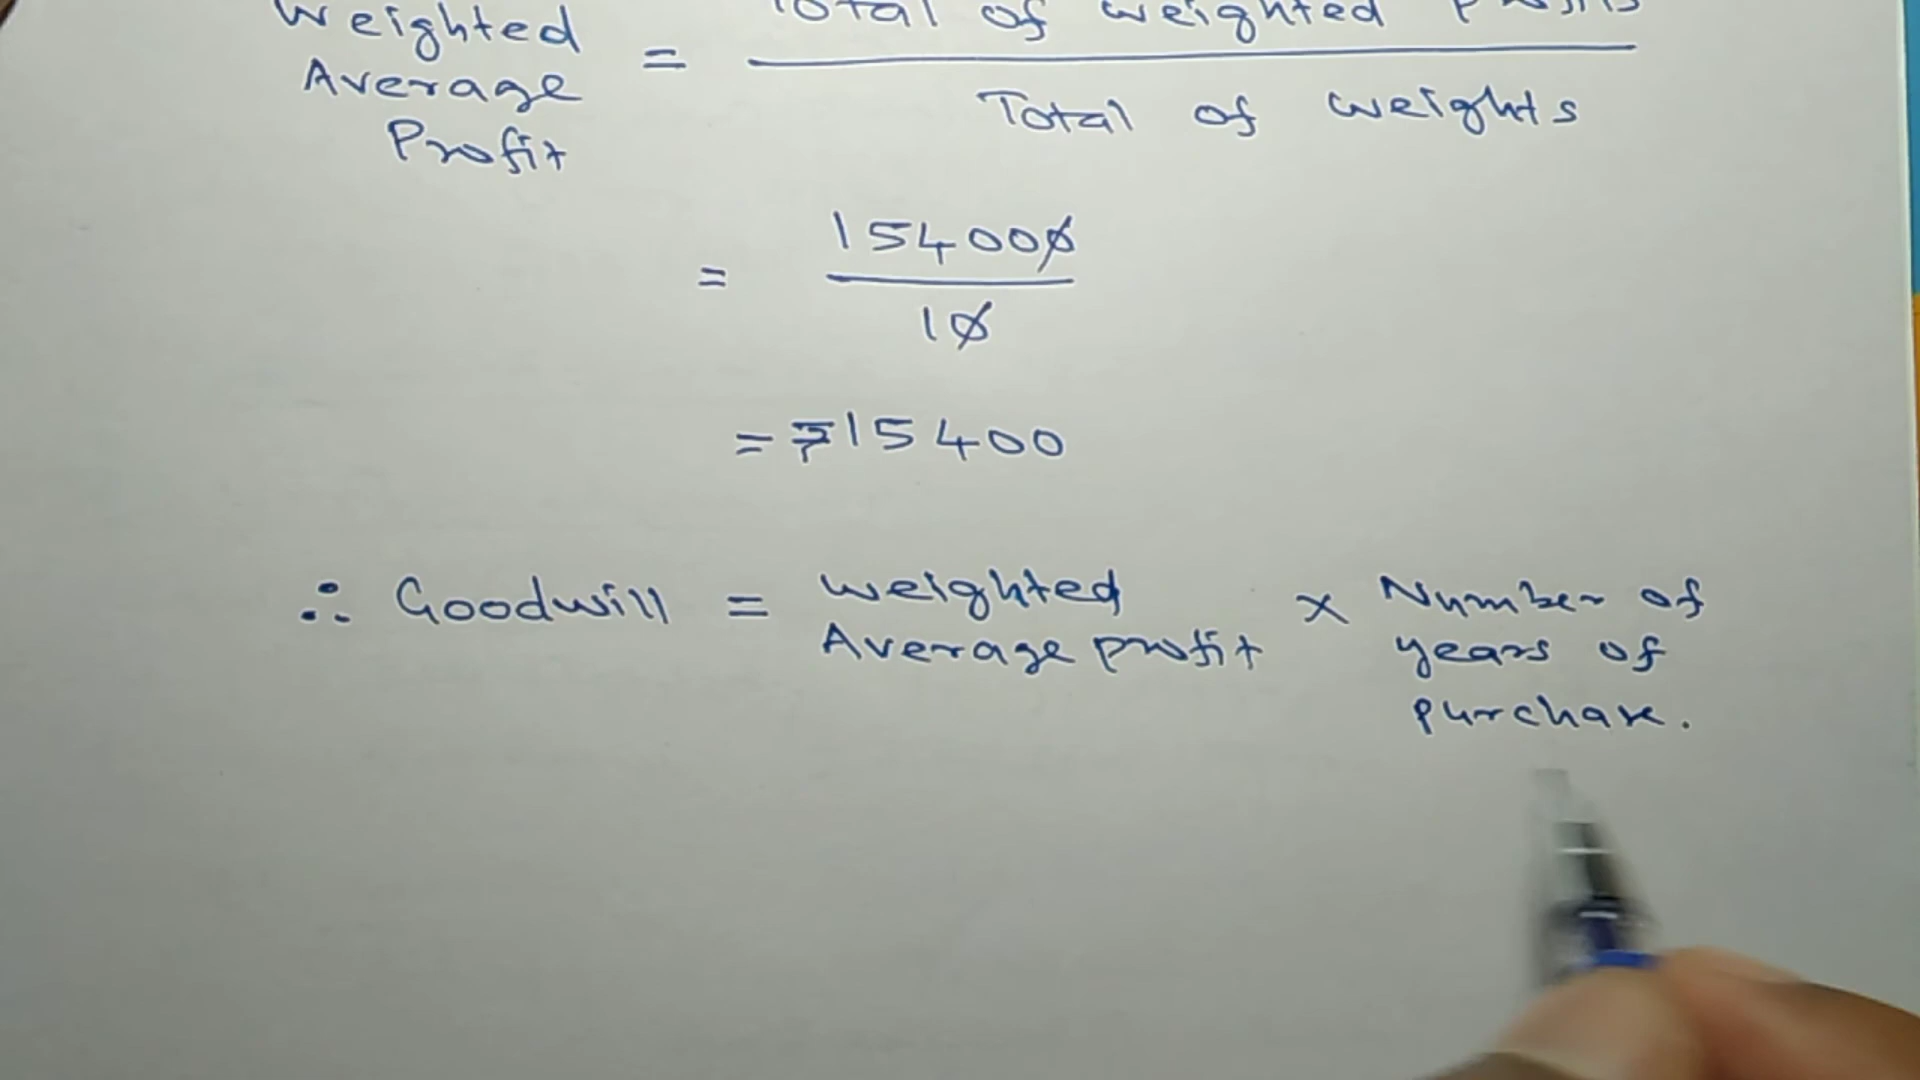 Weighted Average Profit = Total of weighted Profits / Total of weights
= 154000 / 10
= ₹15400
∴ Goodwill = weighted Average profit × Number of years of purchase.